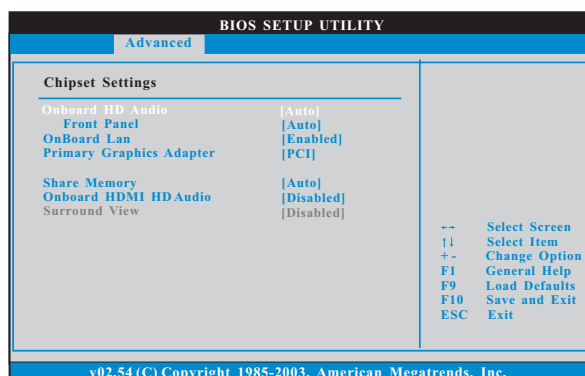 BIOS SETUP UTILITY
Advanced
Chipset Settings
Onboard HD Audio [Auto]
Front Panel [Auto]
OnBoard Lan [Enabled]
Primary Graphics Adapter [PCI]
Share Memory [Auto]
Onboard HDMI HD Audio [Disabled]
Surround View [Disabled]
←→ Select Screen
↑↓ Select Item
+ - Change Option
F1 General Help
F9 Load Defaults
F10 Save and Exit
ESC Exit
v02.54 (C) Copyright 1985-2003, American Megatrends, Inc.